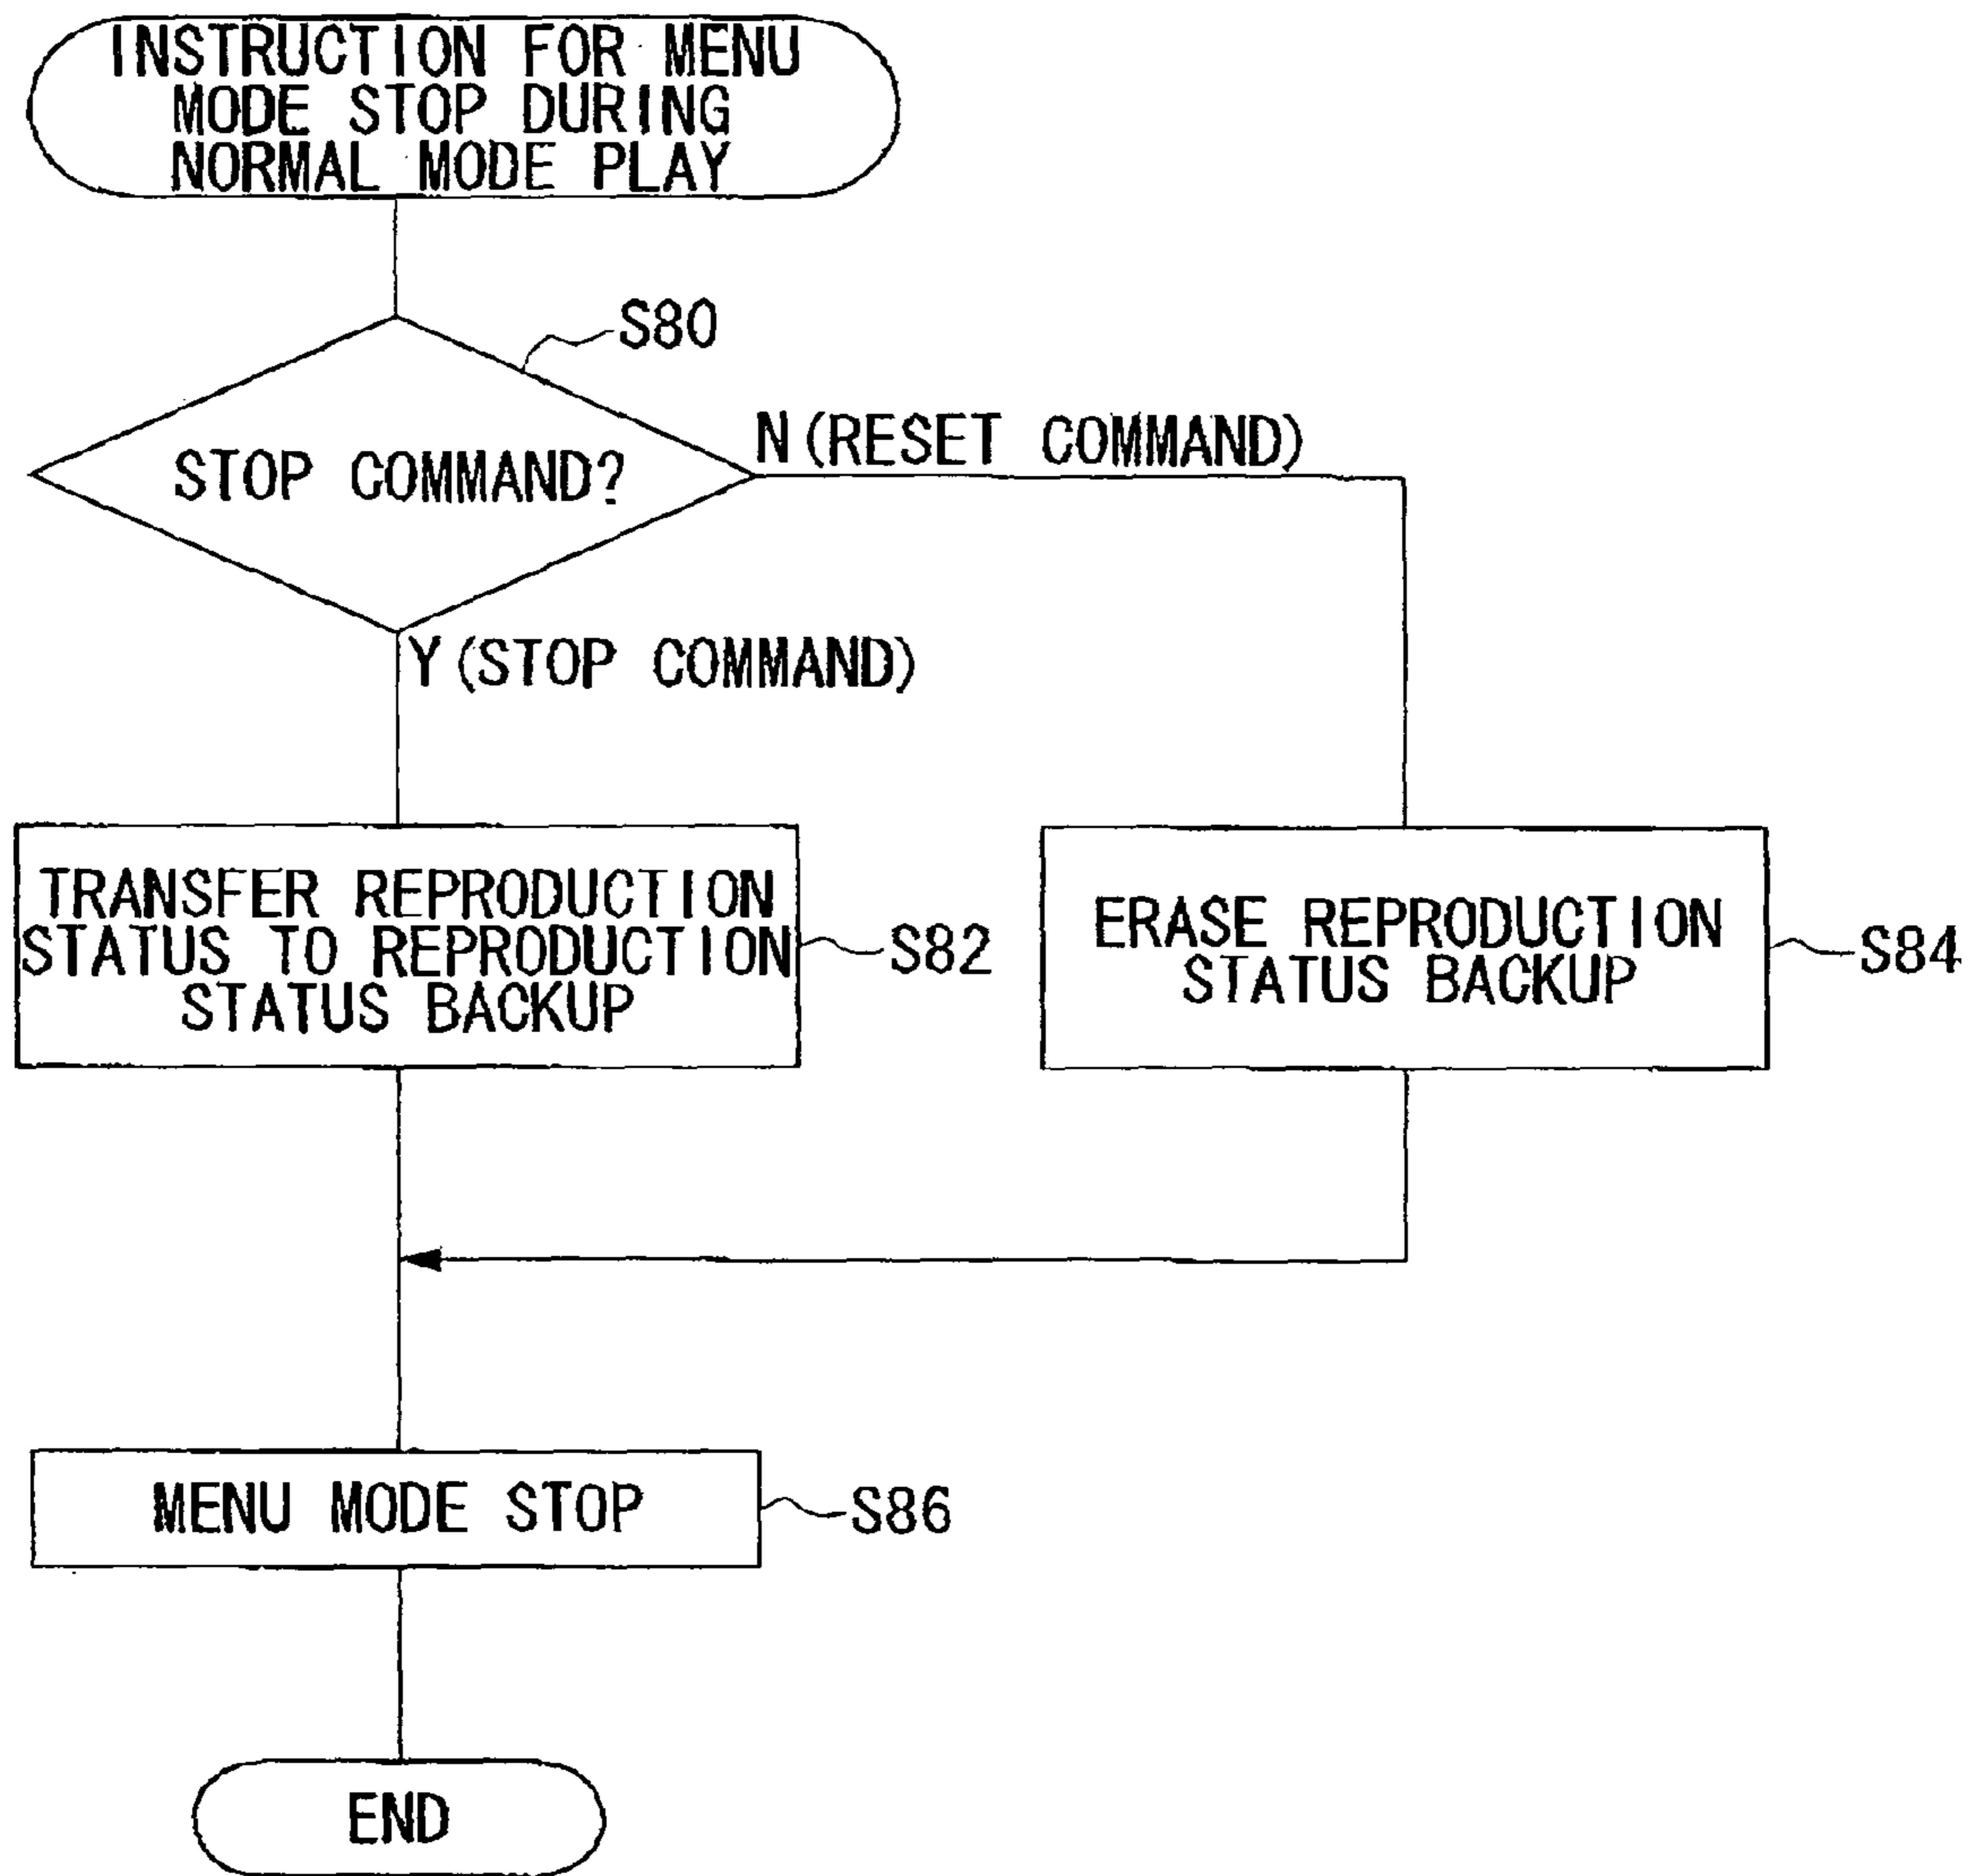 INSTRUCTION FOR MENU
MODE STOP DURING
NORMAL MODE PLAY
S80
STOP COMMAND?
N(RESET COMMAND)
Y(STOP COMMAND)
TRANSFER REPRODUCTION
STATUS TO REPRODUCTION
STATUS BACKUP
S82
ERASE REPRODUCTION
STATUS BACKUP
S84
MENU MODE STOP
S86
END